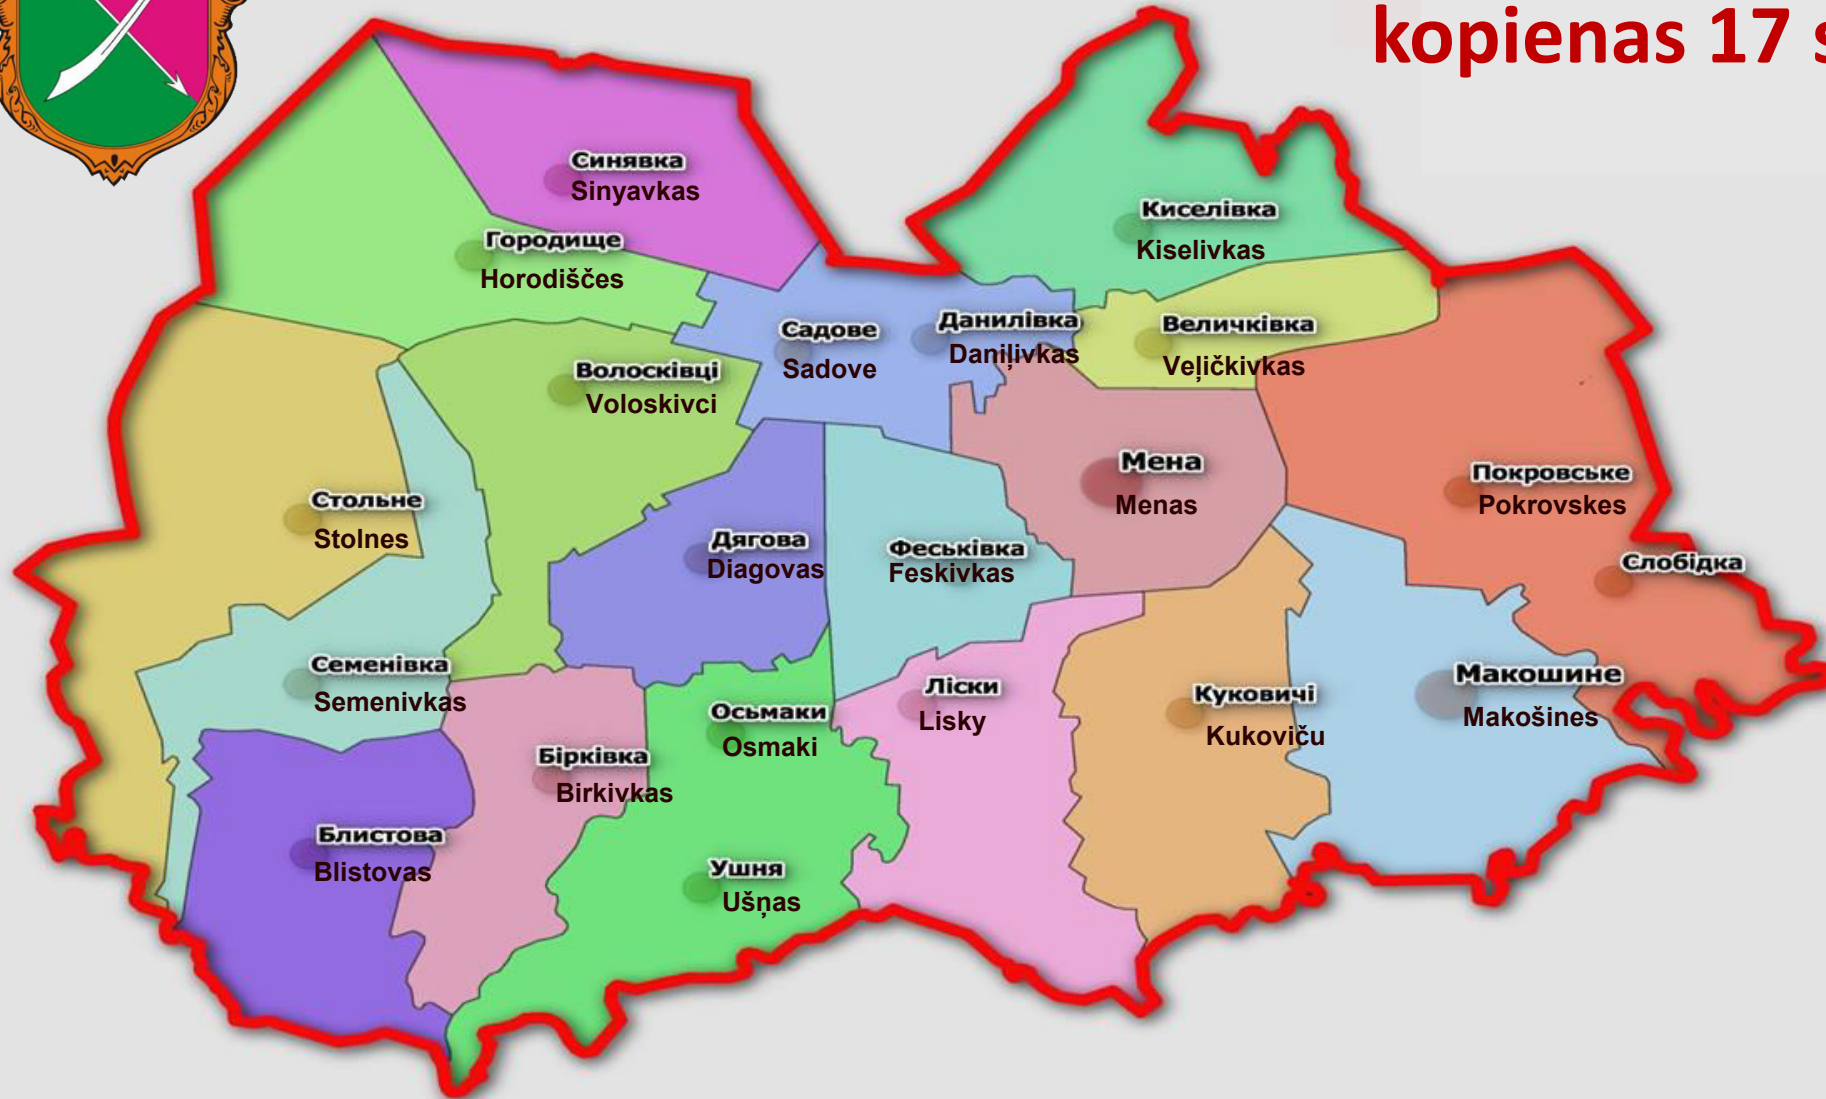 kopienas 17 s
Синявка
Sinyavkas
Киселівка
Kiselivkas
Городище
Horodiščes
Садове
Sadove
Данилівка
Daniļivkas
Величківка
Veļičkivkas
Волосківці
Voloskivci
Мена
Menas
Покровське
Pokrovskes
Стольне
Stolnes
Дягова
Diagovas
Феськівка
Feskivkas
Слобідка
Семенівка
Semenivkas
Осьмаки
Osmaki
Ліски
Lisky
Куковичі
Kukoviču
Макошине
Makošines
Бірківка
Birkivkas
Блистова
Blistovas
Ушня
Ušņas